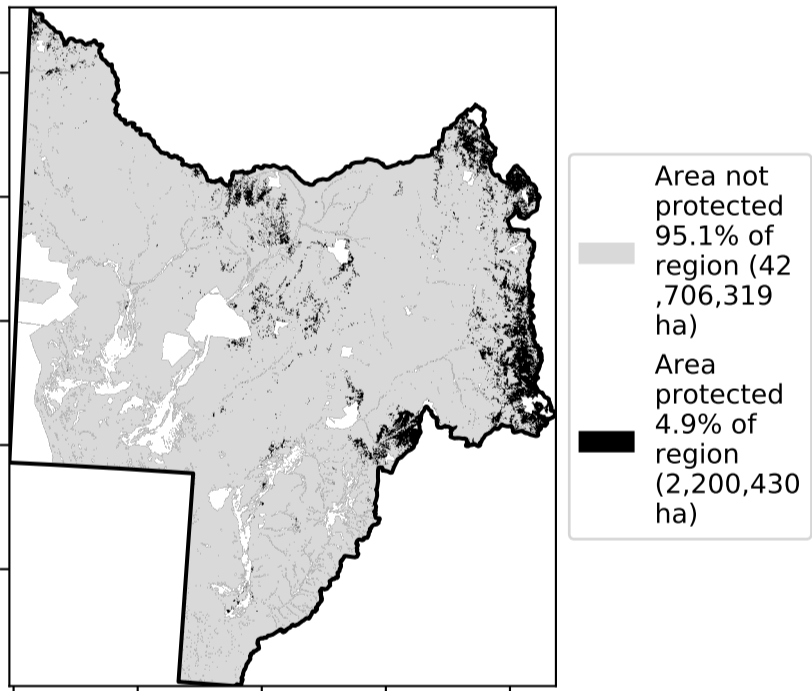 Area not
protected
95.1% of
region (42
,706,319
ha)
Area
protected
4.9% of
region
(2,200,430
ha)